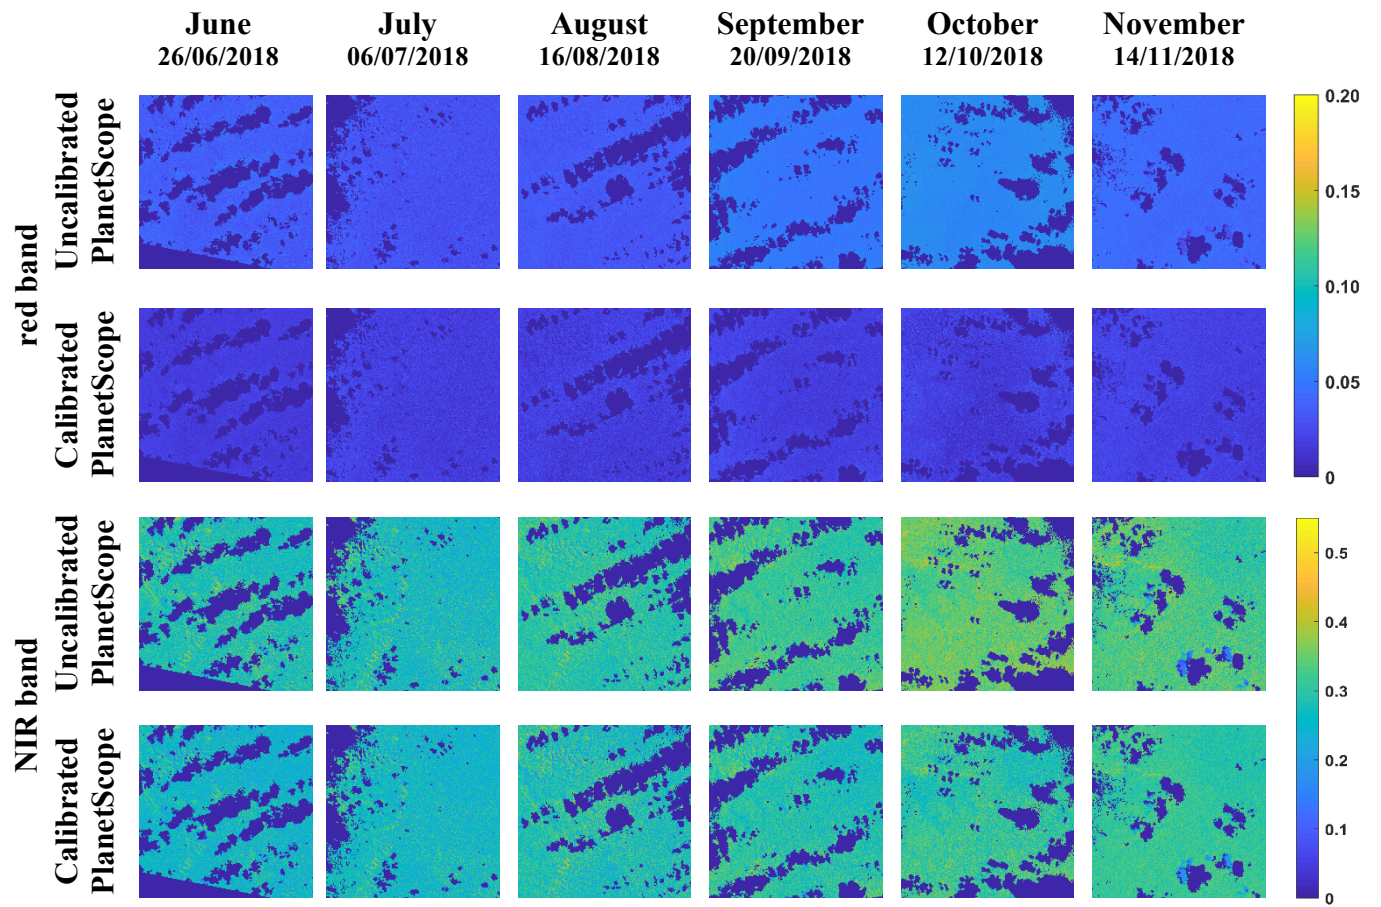 June
26/06/2018
July
06/07/2018
August
16/08/2018
September
20/09/2018
October
12/10/2018
November
14/11/2018
red band
Uncalibrated
PlanetScope
Calibrated
PlanetScope
0.20
0.15
0.10
0.05
0
NIR band
Uncalibrated
PlanetScope
Calibrated
PlanetScope
0.5
0.4
0.3
0.2
0.1
0